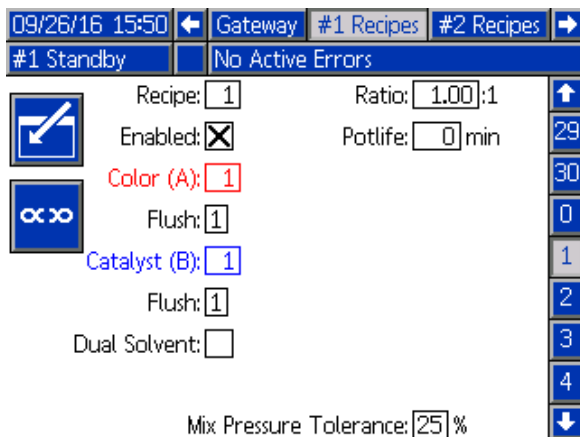 09/26/16 15:50 Gateway #1 Recipes #2 Recipes
#1 Standby No Active Errors
Recipe: 1 Ratio: 1.00:1
Enabled: Potlife: 0 min
29
Color (A): 1
30
Flush: 1
0
Catalyst (B): 1
1
Flush: 1
2
Dual Solvent:
3
4
Mix Pressure Tolerance: 25 %